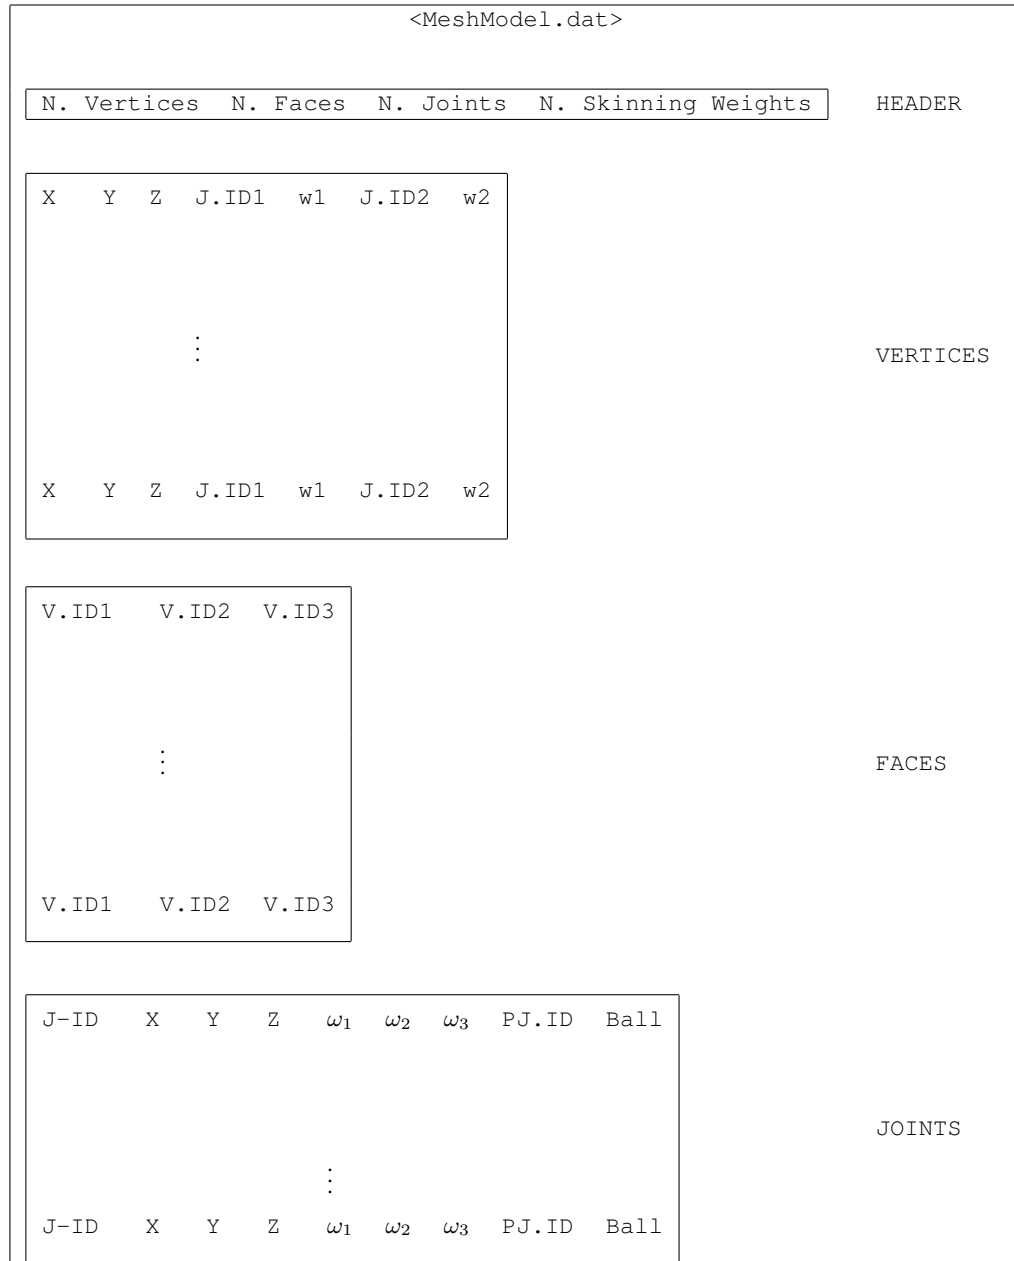 <MeshModel.dat>
N. Vertices N. Faces N. Joints N. Skinning Weights HEADER
X Y Z J.ID1 w1 J.ID2 w2
⋮
VERTICES
X Y Z J.ID1 w1 J.ID2 w2
V.ID1 V.ID2 V.ID3
⋮ FACES
V.ID1 V.ID2 V.ID3
J-ID X Y Z ω₁ ω₂ ω₃ PJ.ID Ball
JOINTS
⋮
J-ID X Y Z ω₁ ω₂ ω₃ PJ.ID Ball